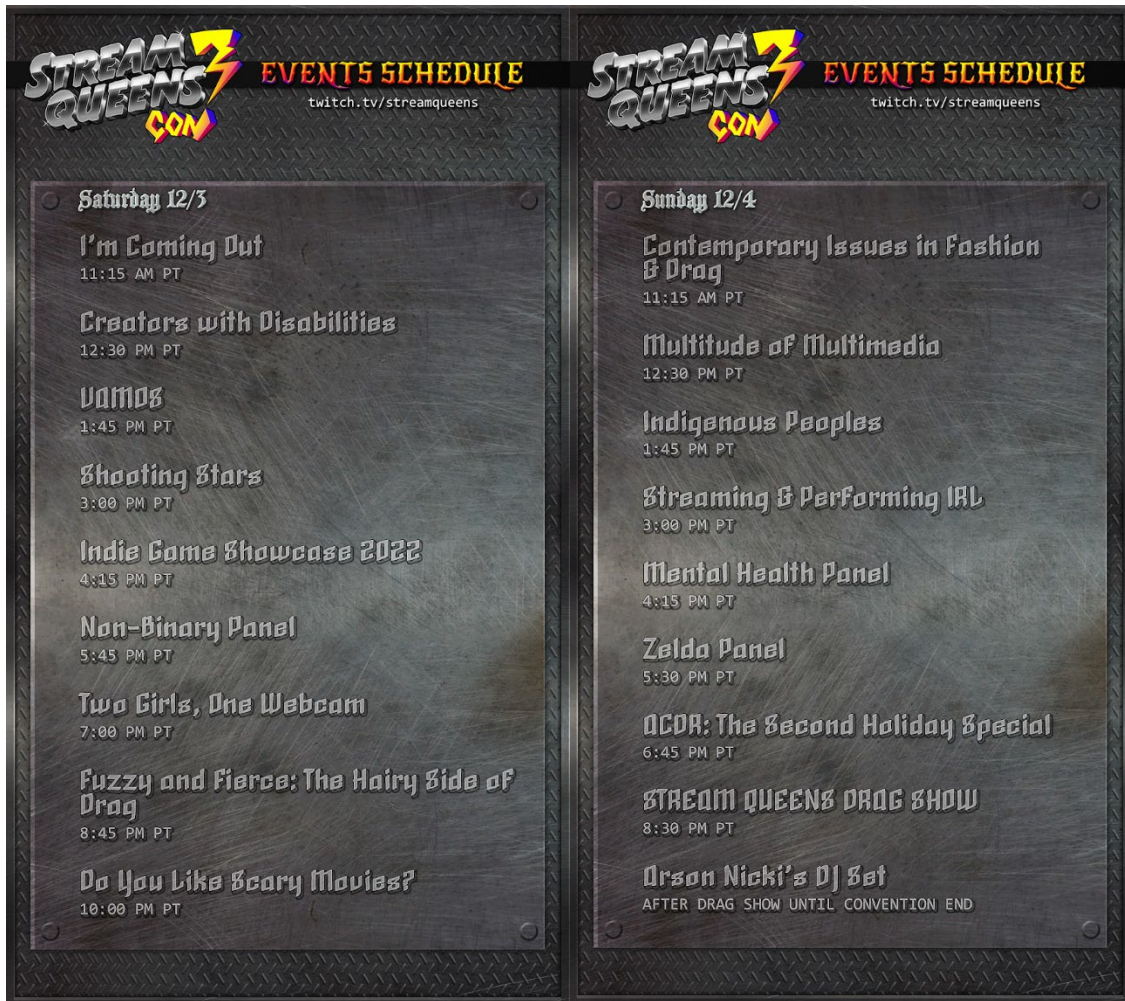 STREAM
QUEENS 3
CON
EVENTS SCHEDULE
twitch.tv/streamqueens
Saturday 12/3
I'm Coming Out
11:15 AM PT
Creators with Disabilities
12:30 PM PT
VAMOS
1:45 PM PT
Shooting Stars
3:00 PM PT
Indie Game Showcase 2022
4:15 PM PT
Non-Binary Panel
5:45 PM PT
Two Girls, One Webcam
7:00 PM PT
Fuzzy and Fierce: The Hairy Side of
Drag
8:45 PM PT
Do You Like Scary Movies?
10:00 PM PT
STREAM
QUEENS 3
CON
EVENTS SCHEDULE
twitch.tv/streamqueens
Sunday 12/4
Contemporary Issues in Fashion
& Drag
11:15 AM PT
Multitude of Multimedia
12:30 PM PT
Indigenous Peoples
1:45 PM PT
Streaming & Performing IRL
3:00 PM PT
Mental Health Panel
4:15 PM PT
Zelda Panel
5:30 PM PT
ACDR: The Second Holiday Special
6:45 PM PT
STREAM QUEENS DRAG SHOW
8:30 PM PT
Orson Nicki's DJ Set
AFTER DRAG SHOW UNTIL CONVENTION END